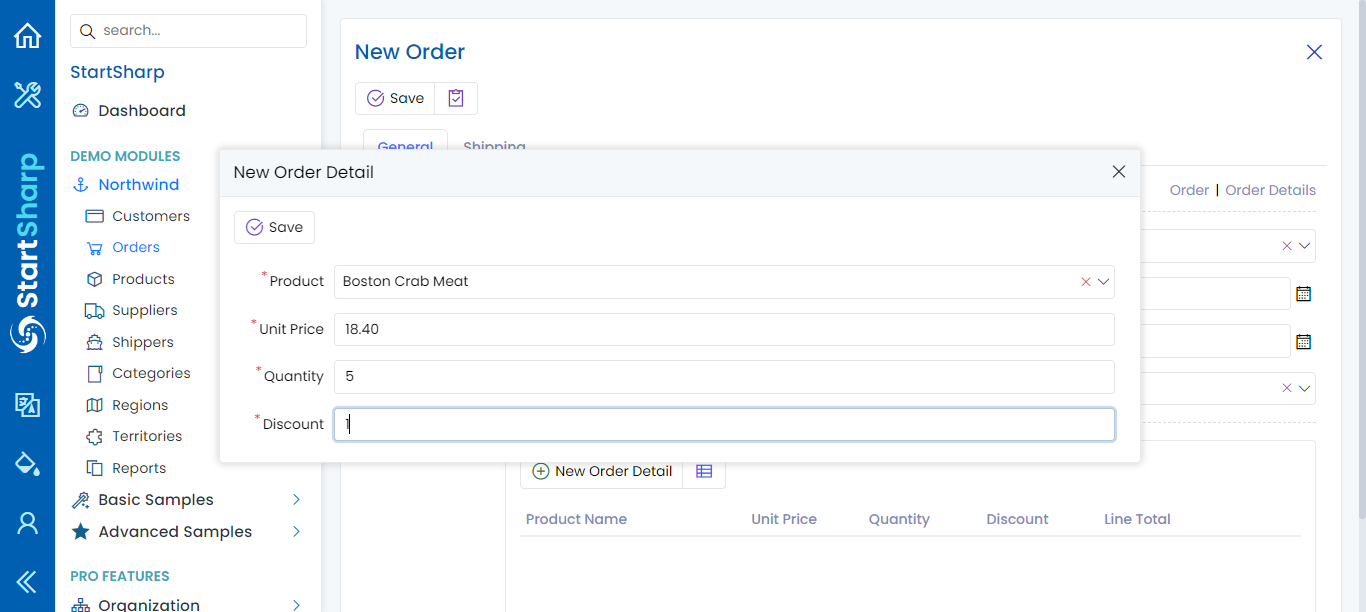 search...
StartSharp
Dashboard
DEMO MODULES
Northwind
Customers
Orders
Products
Suppliers
Shippers
Categories
Regions
Territories
Reports
Basic Samples
Advanced Samples
PRO FEATURES
Organization
StartSharp
New Order
Save
General
Shipping
Order | Order Details
New Order Detail
Save
*Product
Boston Crab Meat
*Unit Price
18.40
*Quantity
5
*Discount
1
New Order Detail
Product Name Unit Price Quantity Discount Line Total